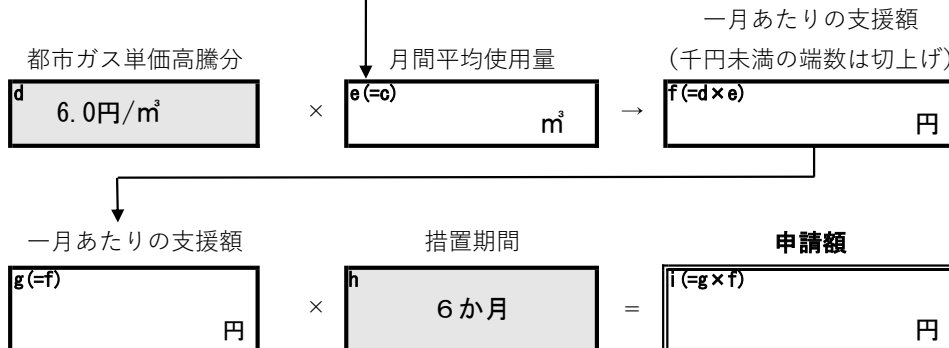 一月あたりの支援額
都市ガス単価高騰分 月間平均使用量 (千円未満の端数は切上げ)
d 6.0円/㎥ × e(=c) ㎥ → f(=d×e) 円
一月あたりの支援額 措置期間 申請額
g(=f) 円 × h 6か月 = i(=g×f) 円